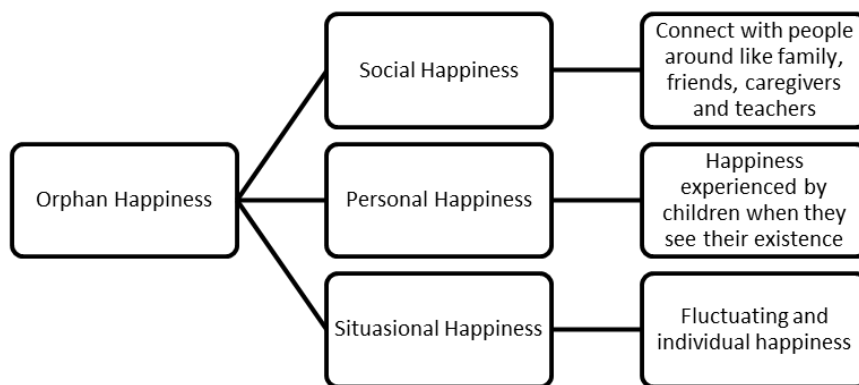 Orphan Happiness
Social Happiness
Connect with people
around like family,
friends, caregivers
and teachers
Personal Happiness
Happiness
experienced by
children when they
see their existence
Situasional Happiness
Fluctuating and
individual happiness